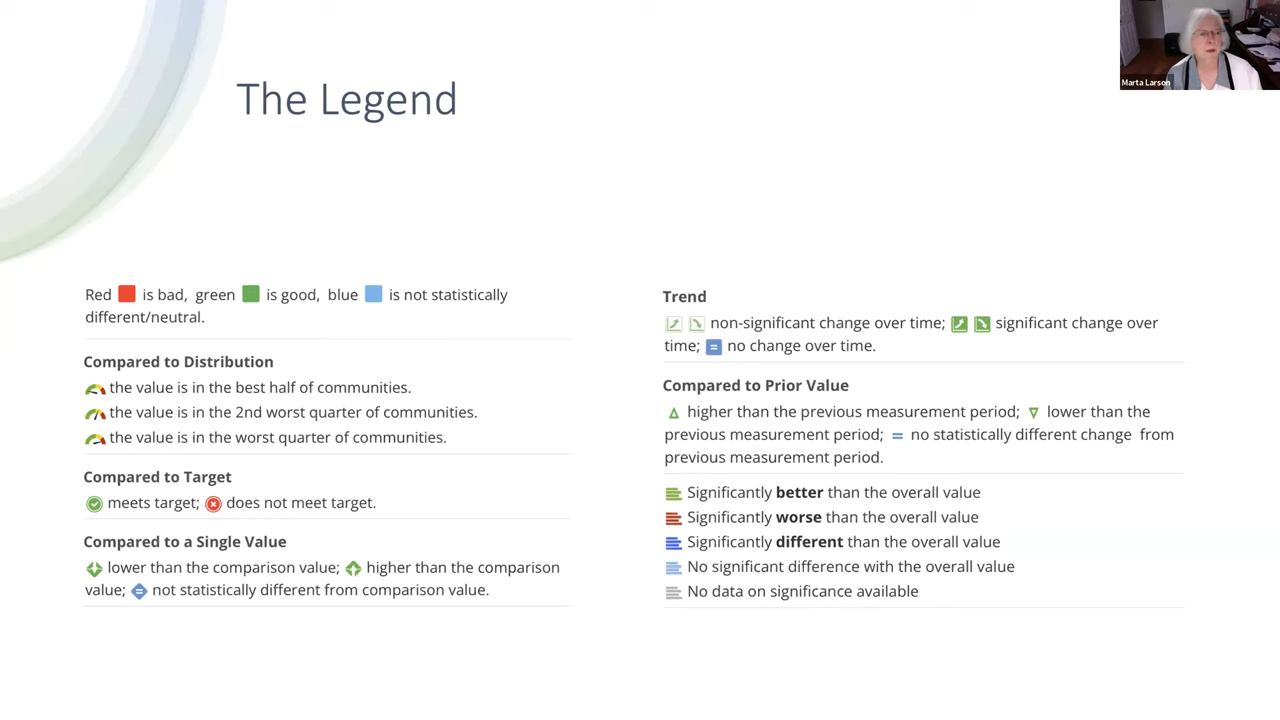 Marta Larson
The Legend
Red is bad, green is good, blue is not statistically
different/neutral.
Compared to Distribution
the value is in the best half of communities.
the value is in the 2nd worst quarter of communities.
the value is in the worst quarter of communities.
Compared to Target
meets target; does not meet target.
Compared to a Single Value
lower than the comparison value; higher than the comparison
value; not statistically different from comparison value.
Trend
non-significant change over time; significant change over
time; = no change over time.
Compared to Prior Value
higher than the previous measurement period; lower than the
previous measurement period; = no statistically different change from
previous measurement period.
Significantly better than the overall value
Significantly worse than the overall value
Significantly different than the overall value
No significant difference with the overall value
No data on significance available